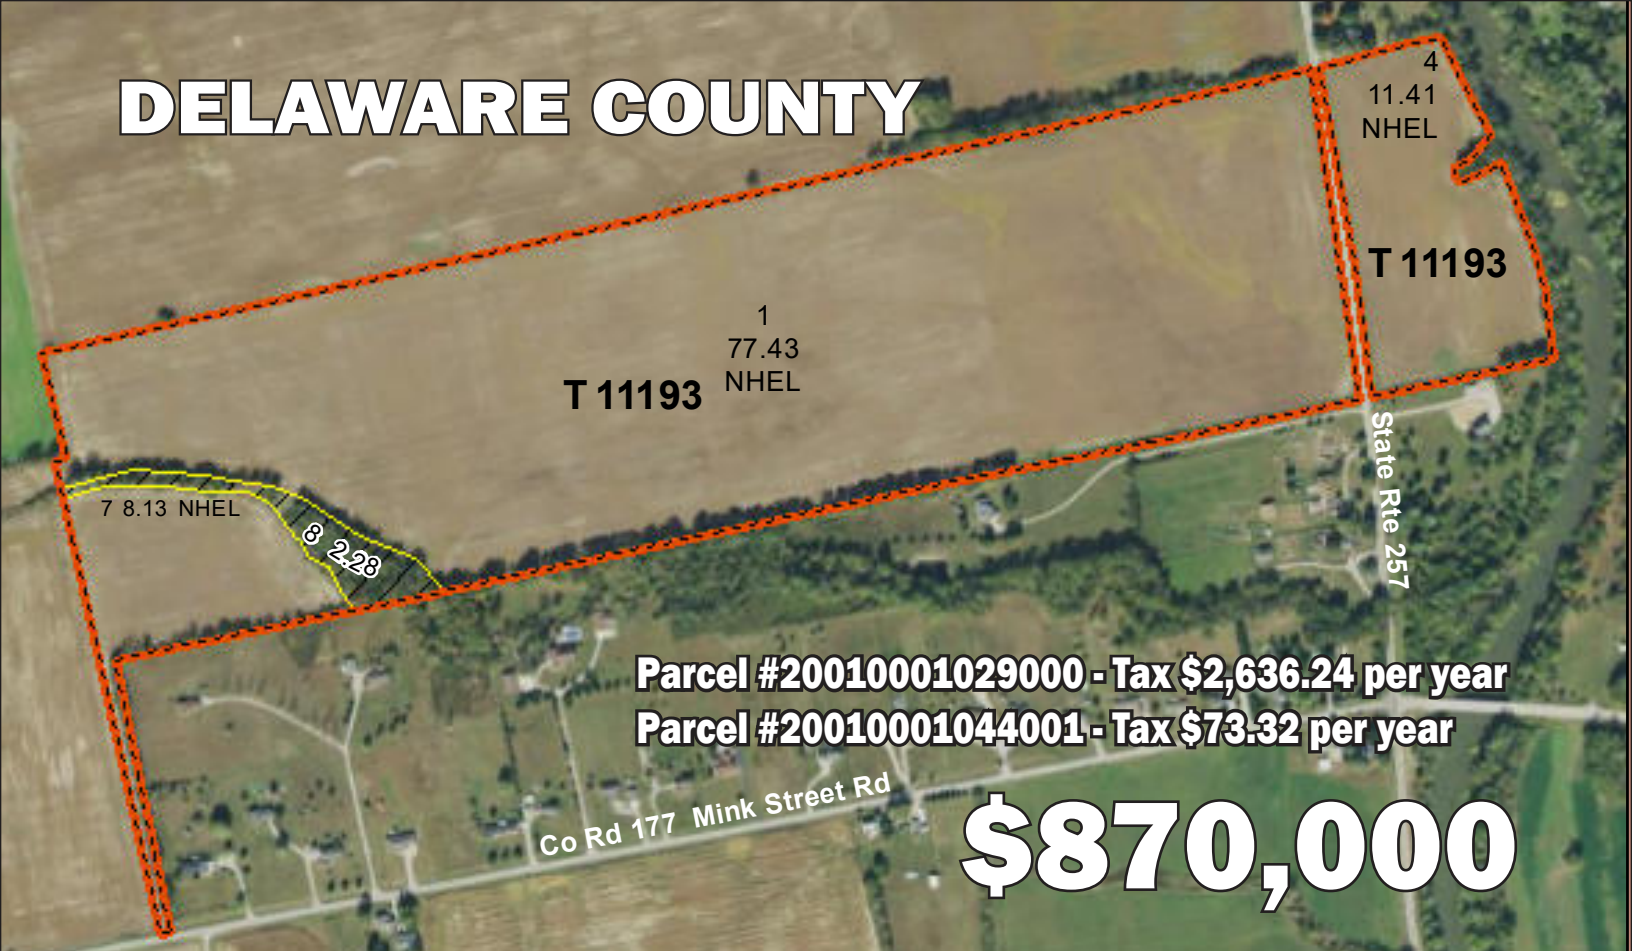 DELAWARE COUNTY
4
11.41
NHEL
T 11193
1
77.43
NHEL
T 11193
State Rte 257
7 8.13 NHEL
8 2.28
Parcel #20010001029000 - Tax $2,636.24 per year
Parcel #20010001044001 - Tax $73.32 per year
Co Rd 177 Mink Street Rd
$870,000